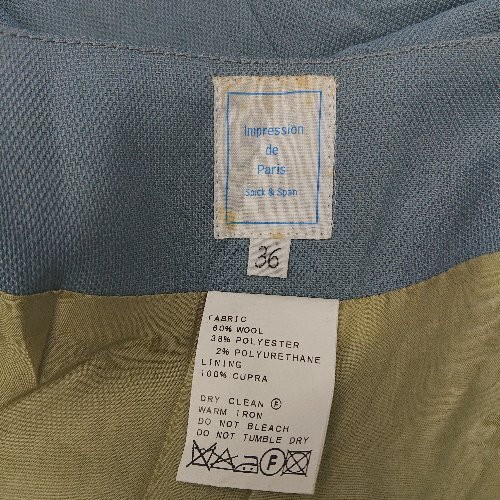 Impression
de
Paris
Spick & Span
36
FABRIC
60% WOOL
38% POLYESTER
2% POLYURETHANE
LINING
100% CUPRA
DRY CLEAN Ⓕ
WARM IRON
DO NOT BLEACH
DO NOT TUMBLE DRY
F